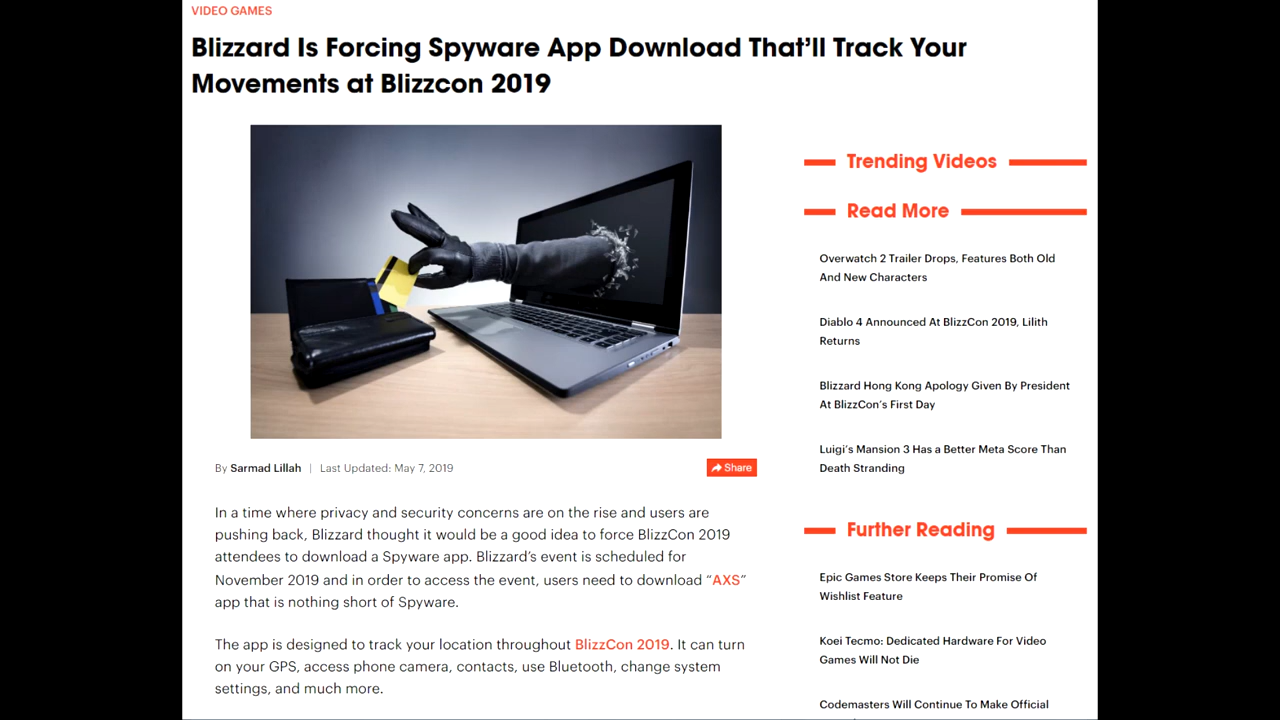 VIDEO GAMES
Blizzard Is Forcing Spyware App Download That’ll Track Your
Movements at Blizzcon 2019
By Sarmad Lillah | Last Updated: May 7, 2019
Share
In a time where privacy and security concerns are on the rise and users are
pushing back, Blizzard thought it would be a good idea to force BlizzCon 2019
attendees to download a Spyware app. Blizzard’s event is scheduled for
November 2019 and in order to access the event, users need to download “AXS”
app that is nothing short of Spyware.
The app is designed to track your location throughout BlizzCon 2019. It can turn
on your GPS, access phone camera, contacts, use Bluetooth, change system
settings, and much more.
Trending Videos
Read More
Overwatch 2 Trailer Drops, Features Both Old
And New Characters
Diablo 4 Announced At BlizzCon 2019, Lilith
Returns
Blizzard Hong Kong Apology Given By President
At BlizzCon’s First Day
Luigi’s Mansion 3 Has a Better Meta Score Than
Death Stranding
Further Reading
Epic Games Store Keeps Their Promise Of
Wishlist Feature
Koei Tecmo: Dedicated Hardware For Video
Games Will Not Die
Codemasters Will Continue To Make Official